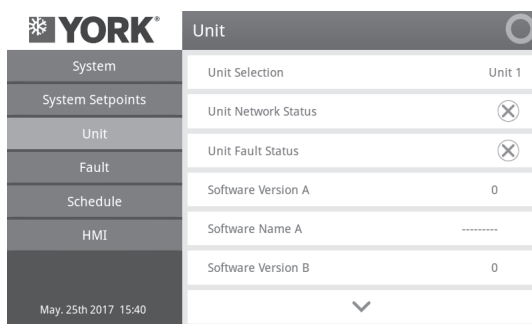 YORK®
System
System Setpoints
Unit
Fault
Schedule
HMI
May. 25th 2017 15:40
Unit
Unit Selection Unit 1
Unit Network Status
Unit Fault Status
Software Version A 0
Software Name A ---------
Software Version B 0